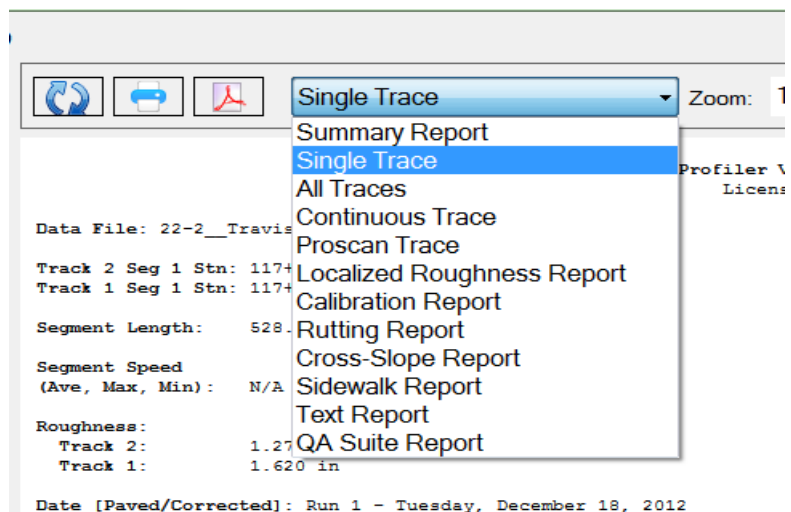 Single Trace
Zoom: 1
Summary Report
Single Trace
All Traces
Continuous Trace
Proscan Trace
Localized Roughness Report
Calibration Report
Rutting Report
Cross-Slope Report
Sidewalk Report
Text Report
QA Suite Report
Profiler V
Licens
Data File: 22-2__Travis
Track 2 Seg 1 Stn: 117+
Track 1 Seg 1 Stn: 117+
Segment Length: 528.
Segment Speed
(Ave, Max, Min): N/A
Roughness:
Track 2: 1.27
Track 1: 1.620 in
Date [Paved/Corrected]: Run 1 - Tuesday, December 18, 2012